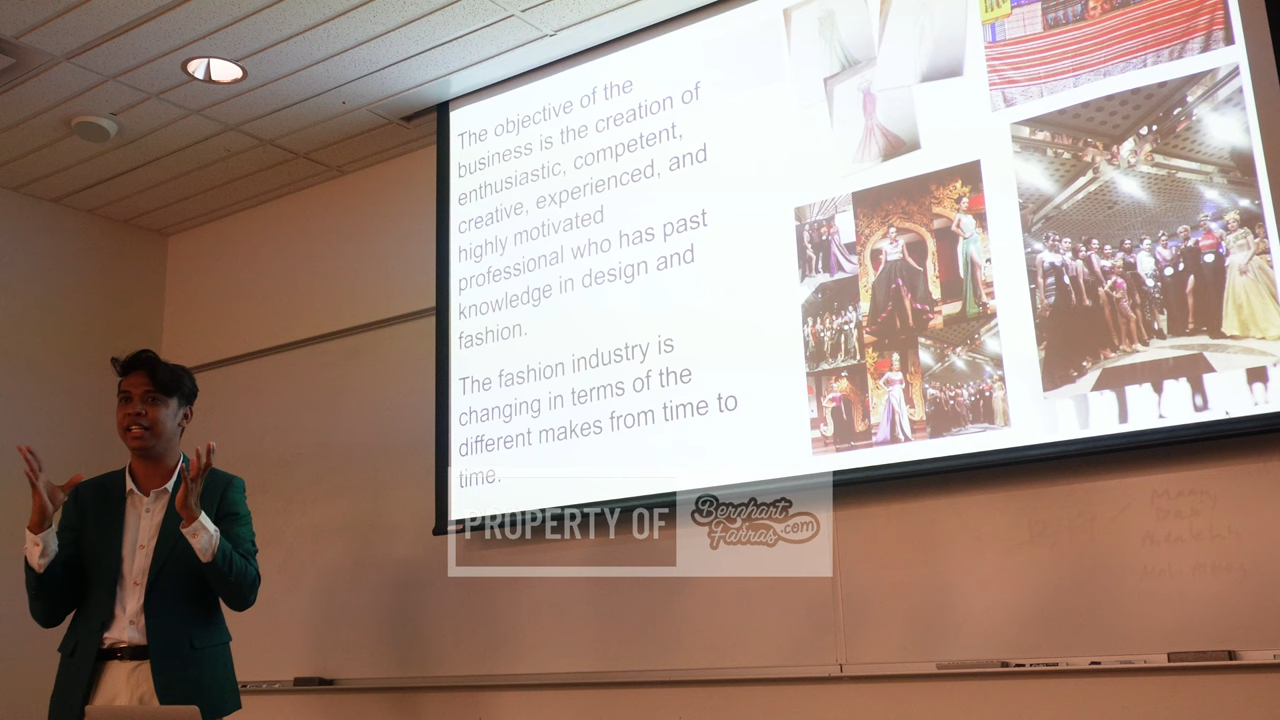 The objective of the
business is the creation of
enthusiastic, competent,
creative, experienced, and
highly motivated
professional who has past
knowledge in design and
fashion.
The fashion industry is
changing in terms of the
different makes from time to
time.
PROPERTY OF
Bernhart
Farras.com